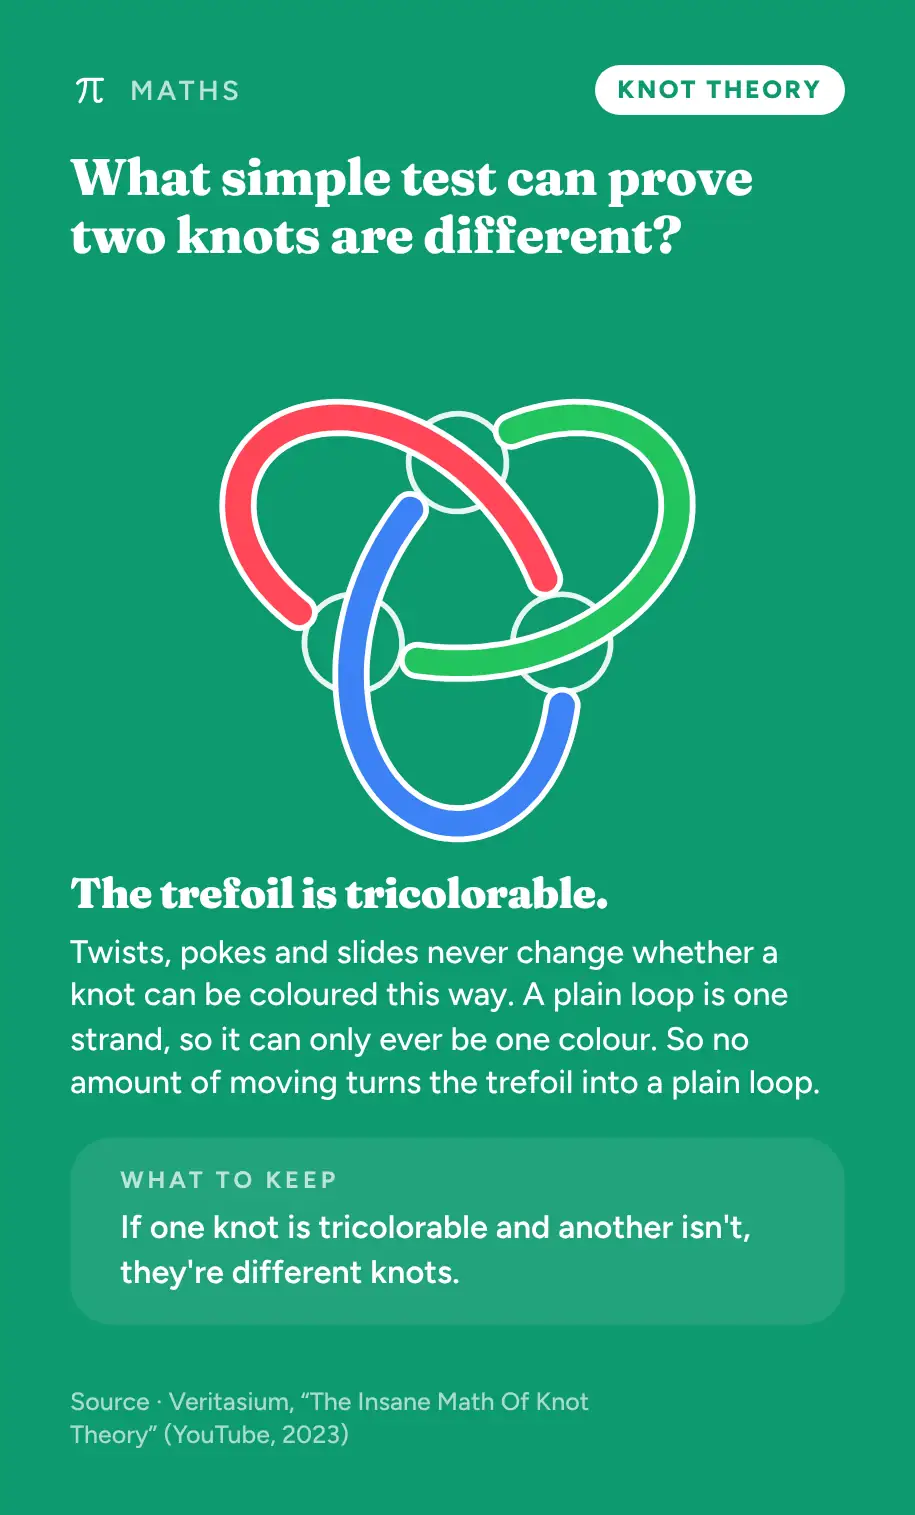 π MATHS
KNOT THEORY
What simple test can prove
two knots are different?
The trefoil is tricolorable.
Twists, pokes and slides never change whether a
knot can be coloured this way. A plain loop is one
strand, so it can only ever be one colour. So no
amount of moving turns the trefoil into a plain loop.
WHAT TO KEEP
If one knot is tricolorable and another isn't,
they're different knots.
Source · Veritasium, “The Insane Math Of Knot
Theory” (YouTube, 2023)